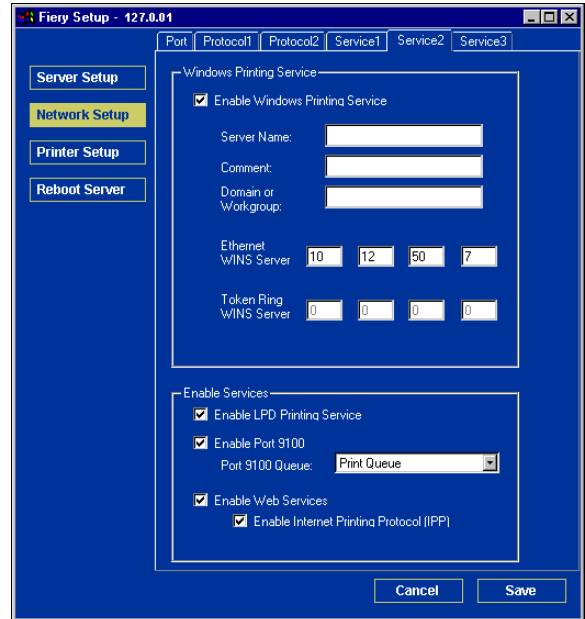 Fiery Setup - 127.0.01
Port Protocol1 Protocol2 Service1 Service2 Service3
Server Setup
Network Setup
Printer Setup
Reboot Server
Windows Printing Service
Enable Windows Printing Service
Server Name:
Comment:
Domain or
Workgroup:
Ethernet
WINS Server 10 12 50 7
Token Ring
WINS Server 0 0 0 0
Enable Services
Enable LPD Printing Service
Enable Port 9100
Port 9100 Queue: Print Queue
Enable Web Services
Enable Internet Printing Protocol (IPP)
Cancel Save